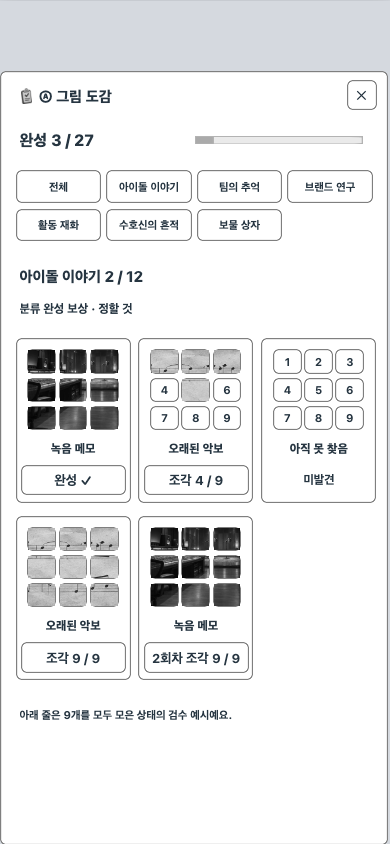 📋 Ⓐ 그림 도감
완성 3 / 27
전체 아이돌 이야기 팀의 추억 브랜드 연구
활동 재화 수호신의 흔적 보물 상자
아이돌 이야기 2 / 12
분류 완성 보상 · 정할 것
1 2 3
4 6 4 5 6
7 8 9 7 8 9
녹음 메모 오래된 악보 아직 못 찾음
완성 ✓ 조각 4 / 9 미발견
오래된 악보 녹음 메모
조각 9 / 9 2회차 조각 9 / 9
아래 줄은 9개를 모두 모은 상태의 검수 예시예요.